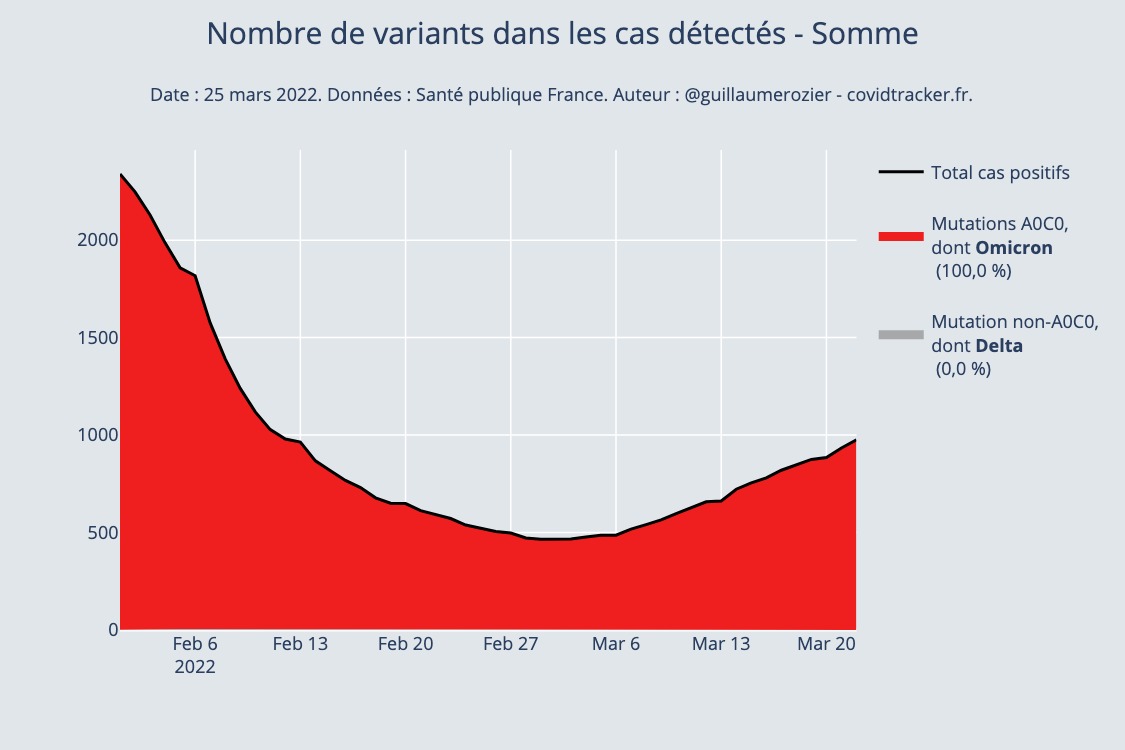 Nombre de variants dans les cas détectés - Somme
Date : 25 mars 2022. Données : Santé publique France. Auteur : @guillaumerozier - covidtracker.fr.
Total cas positifs
Mutations A0C0,
dont Omicron
(100,0 %)
Mutation non-A0C0,
dont Delta
(0,0 %)
2000
1500
1000
500
0
Feb 6 Feb 13 Feb 20 Feb 27 Mar 6 Mar 13 Mar 20
2022